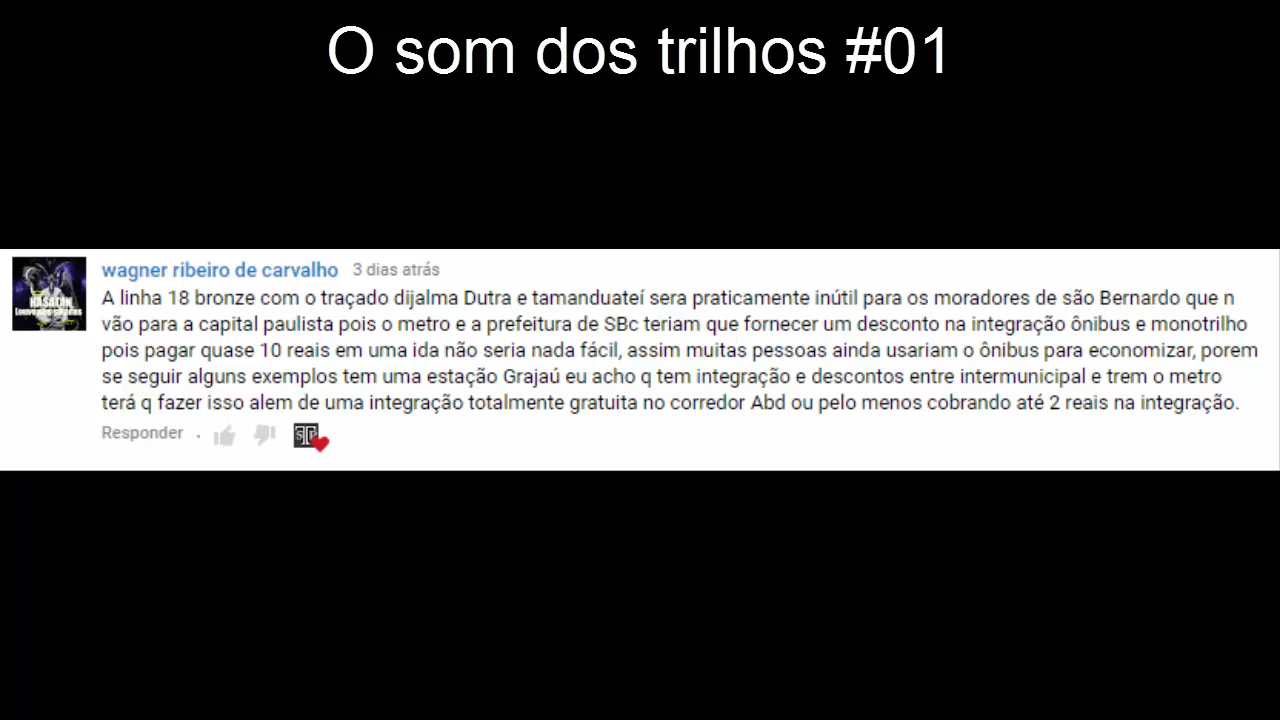 O som dos trilhos #01
wagner ribeiro de carvalho 3 dias atrás
A linha 18 bronze com o traçado dijalma Dutra e tamanduateí sera praticamente inútil para os moradores de são Bernardo que n
vão para a capital paulista pois o metro e a prefeitura de SBc teriam que fornecer um desconto na integração ônibus e monotrilho
pois pagar quase 10 reais em uma ida não seria nada fácil, assim muitas pessoas ainda usariam o ônibus para economizar, porem
se seguir alguns exemplos tem uma estação Grajaú eu acho q tem integração e descontos entre intermunicipal e trem o metro
terá q fazer isso alem de uma integração totalmente gratuita no corredor Abd ou pelo menos cobrando até 2 reais na integração.
Responder .